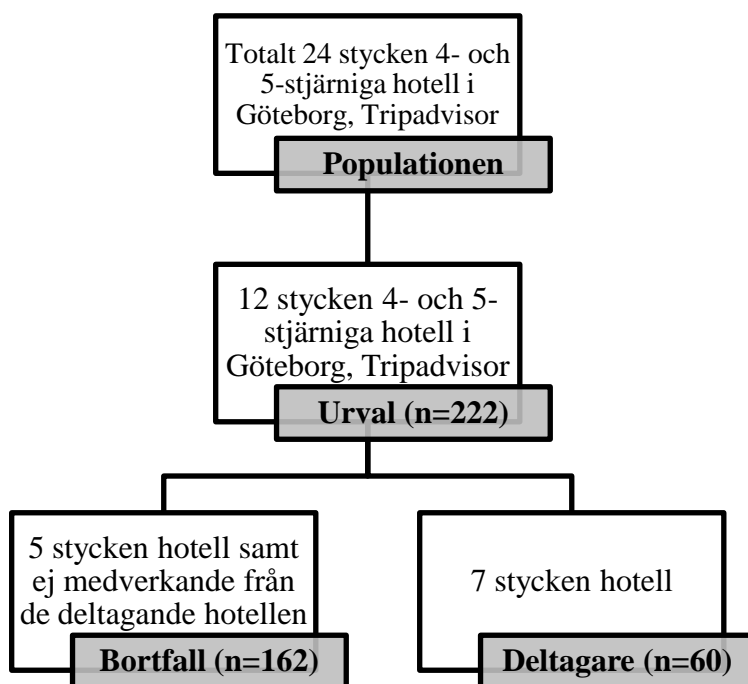 Totalt 24 stycken 4- och
5-stjärniga hotell i
Göteborg, Tripadvisor
Populationen
12 stycken 4- och 5-
stjärniga hotell i
Göteborg, Tripadvisor
Urval (n=222)
5 stycken hotell samt
ej medverkande från
de deltagande hotellen
Bortfall (n=162)
7 stycken hotell
Deltagare (n=60)